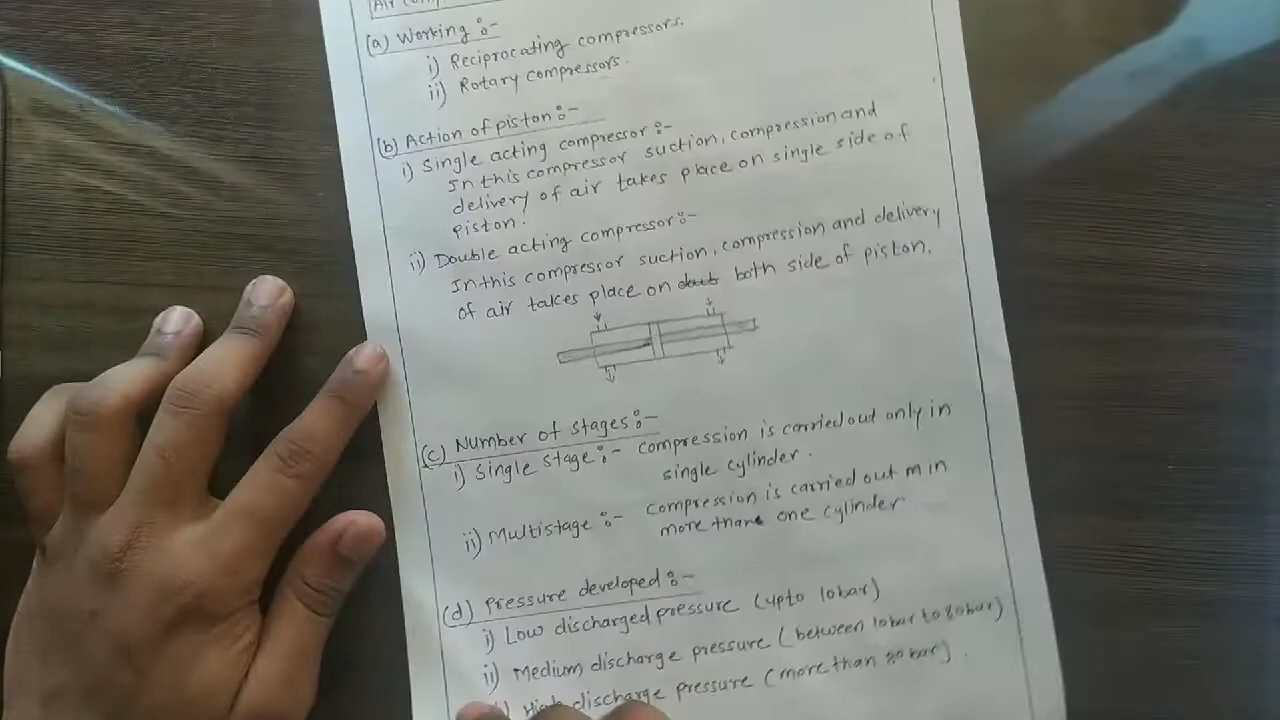 Air comp
(a) Working :-
i) Reciprocating compressors.
ii) Rotary compressors.
(b) Action of piston :-
i) Single acting compressor :-
In this compressor suction, compression and
delivery of air takes place on single side of
piston.
ii) Double acting compressor :-
In this compressor suction, compression and delivery
of air takes place on both side of piston.
(c) Number of stages :-
i) Single stage :- compression is carried out only in
single cylinder.
ii) Multistage :- compression is carried out m in
more than one cylinder
(d) Pressure developed :-
i) Low discharged pressure (upto 10bar)
ii) Medium discharge pressure (between 10bar to 80bar)
High discharge pressure (more than 80 bar).